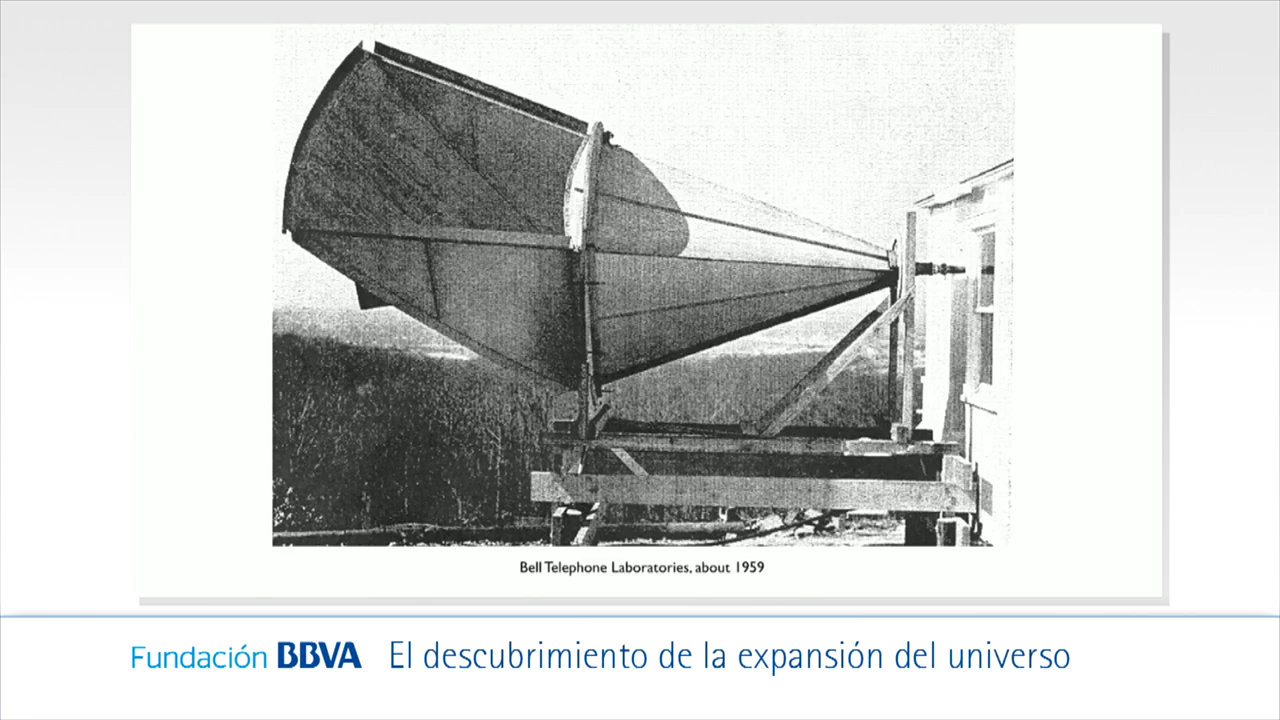 Bell Telephone Laboratories, about 1959
Fundación BBVA El descubrimiento de la expansión del universo